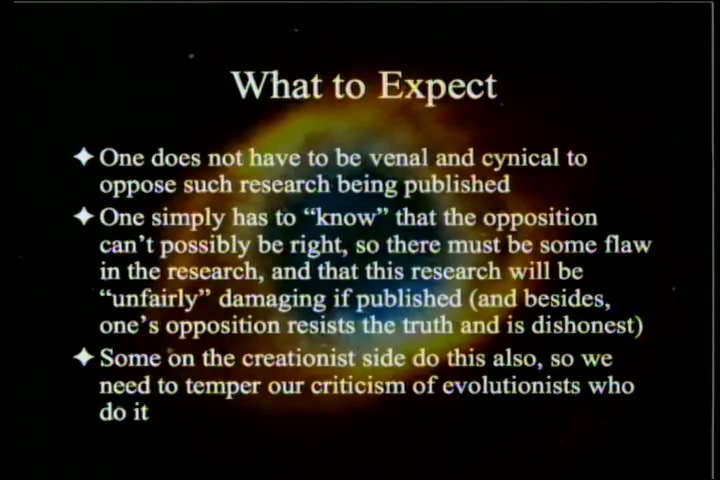 What to Expect
One does not have to be venal and cynical to
oppose such research being published
One simply has to “know” that the opposition
can’t possibly be right, so there must be some flaw
in the research, and that this research will be
“unfairly” damaging if published (and besides,
one’s opposition resists the truth and is dishonest)
Some on the creationist side do this also, so we
need to temper our criticism of evolutionists who
do it